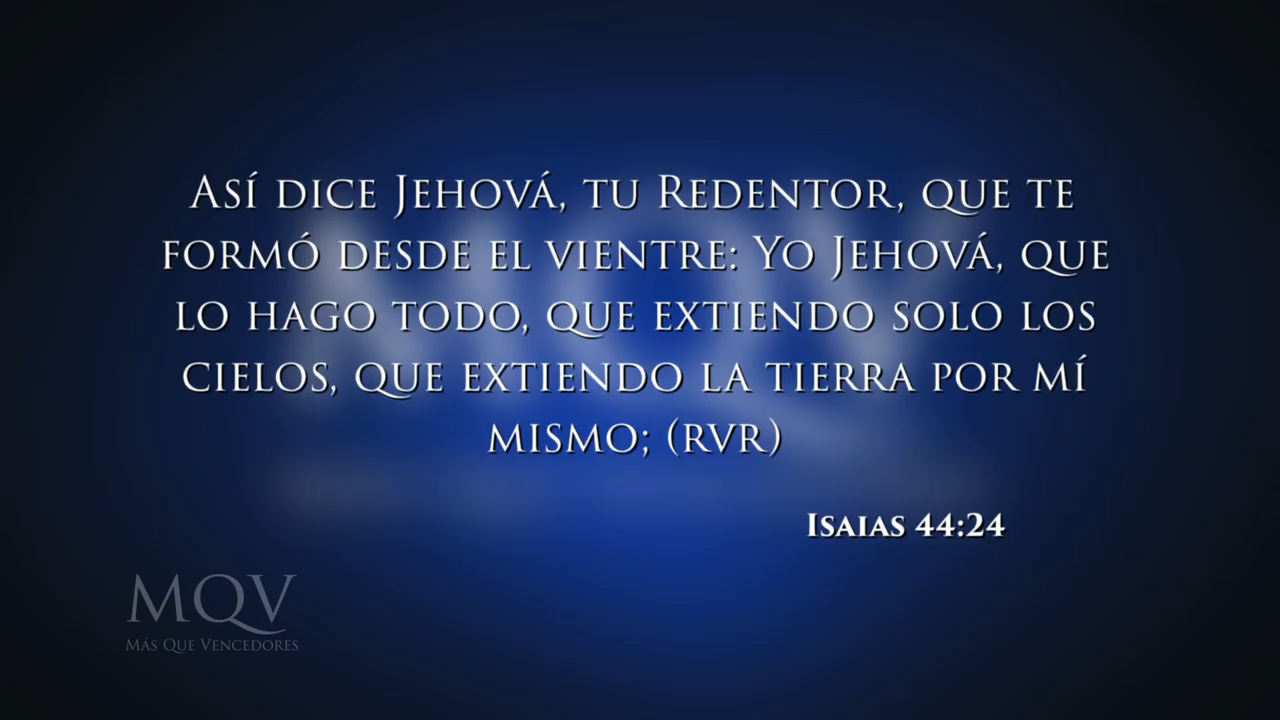 Así dice Jehová, tu Redentor, que te
formó desde el vientre: Yo Jehová, que
lo hago todo, que extiendo solo los
cielos, que extiendo la tierra por mí
mismo; (rvr)
Isaias 44:24
MQV
Más Que Vencedores